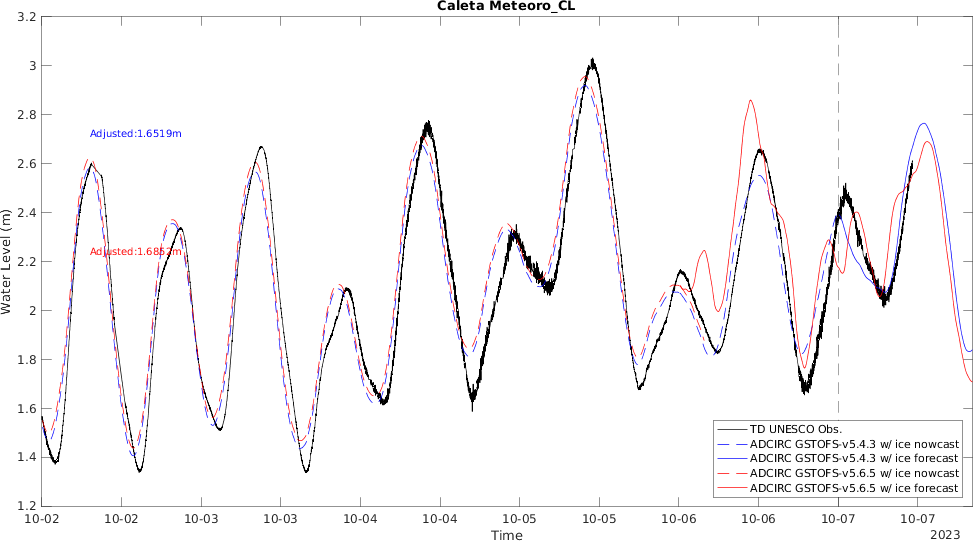 Caleta Meteoro_CL
3.2
3
2.8
2.6
2.4
2.2
2
1.8
1.6
1.4
1.2
Water Level (m)
Adjusted:1.6519m
Adjusted:1.6852m
TD UNESCO Obs.
ADCIRC GSTOFS-v5.4.3 w/ ice nowcast
ADCIRC GSTOFS-v5.4.3 w/ ice forecast
ADCIRC GSTOFS-v5.6.5 w/ ice nowcast
ADCIRC GSTOFS-v5.6.5 w/ ice forecast
10-02 10-02 10-03 10-03 10-04 10-04 10-05 10-05 10-06 10-06 10-07 10-07
Time
2023